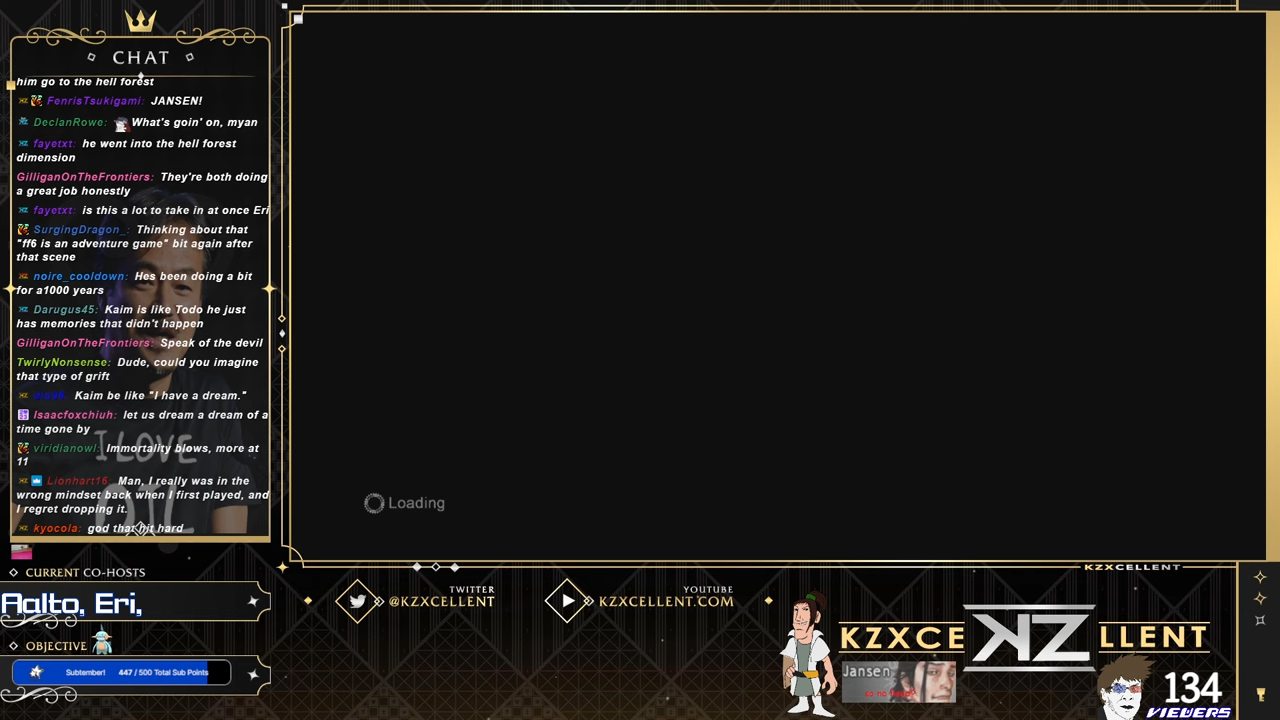 CHAT
him go to the hell forest
FenrisTsukigami: JANSEN!
DeclanRowe: What's goin' on, myan
fayetxt: he went into the hell forest
dimension
GilliganOnTheFrontiers: They're both doing
a great job honestly
fayetxt: is this a lot to take in at once Eri
SurgingDragon_: Thinking about that
"ff6 is an adventure game" bit again after
that scene
noire_cooldown: Hes been doing a bit
for a1000 years
Darugus45: Kaim is like Todo he just
has memories that didn't happen
GilliganOnTheFrontiers: Speak of the devil
TwirlyNonsense: Dude, could you imagine
that type of grift
Kaim be like "I have a dream."
Isaacfoxchiuh: let us dream a dream of a
time gone by
viridianowl: Immortality blows, more at
11
Lionhart16: Man, I really was in the
wrong mindset back when I first played, and
I regret dropping it.
kyocola: god that hit hard
I LOVE
OIL
CURRENT CO-HOSTS
Aalto, Eri,
OBJECTIVE
Subtember! 447 / 500 Total Sub Points
Loading
KZXCELLENT
TWITTER
@KZXCELLENT
YOUTUBE
KZXCELLENT.COM
KZXCE KZ LLENT
Jansen
134
VIEWERS